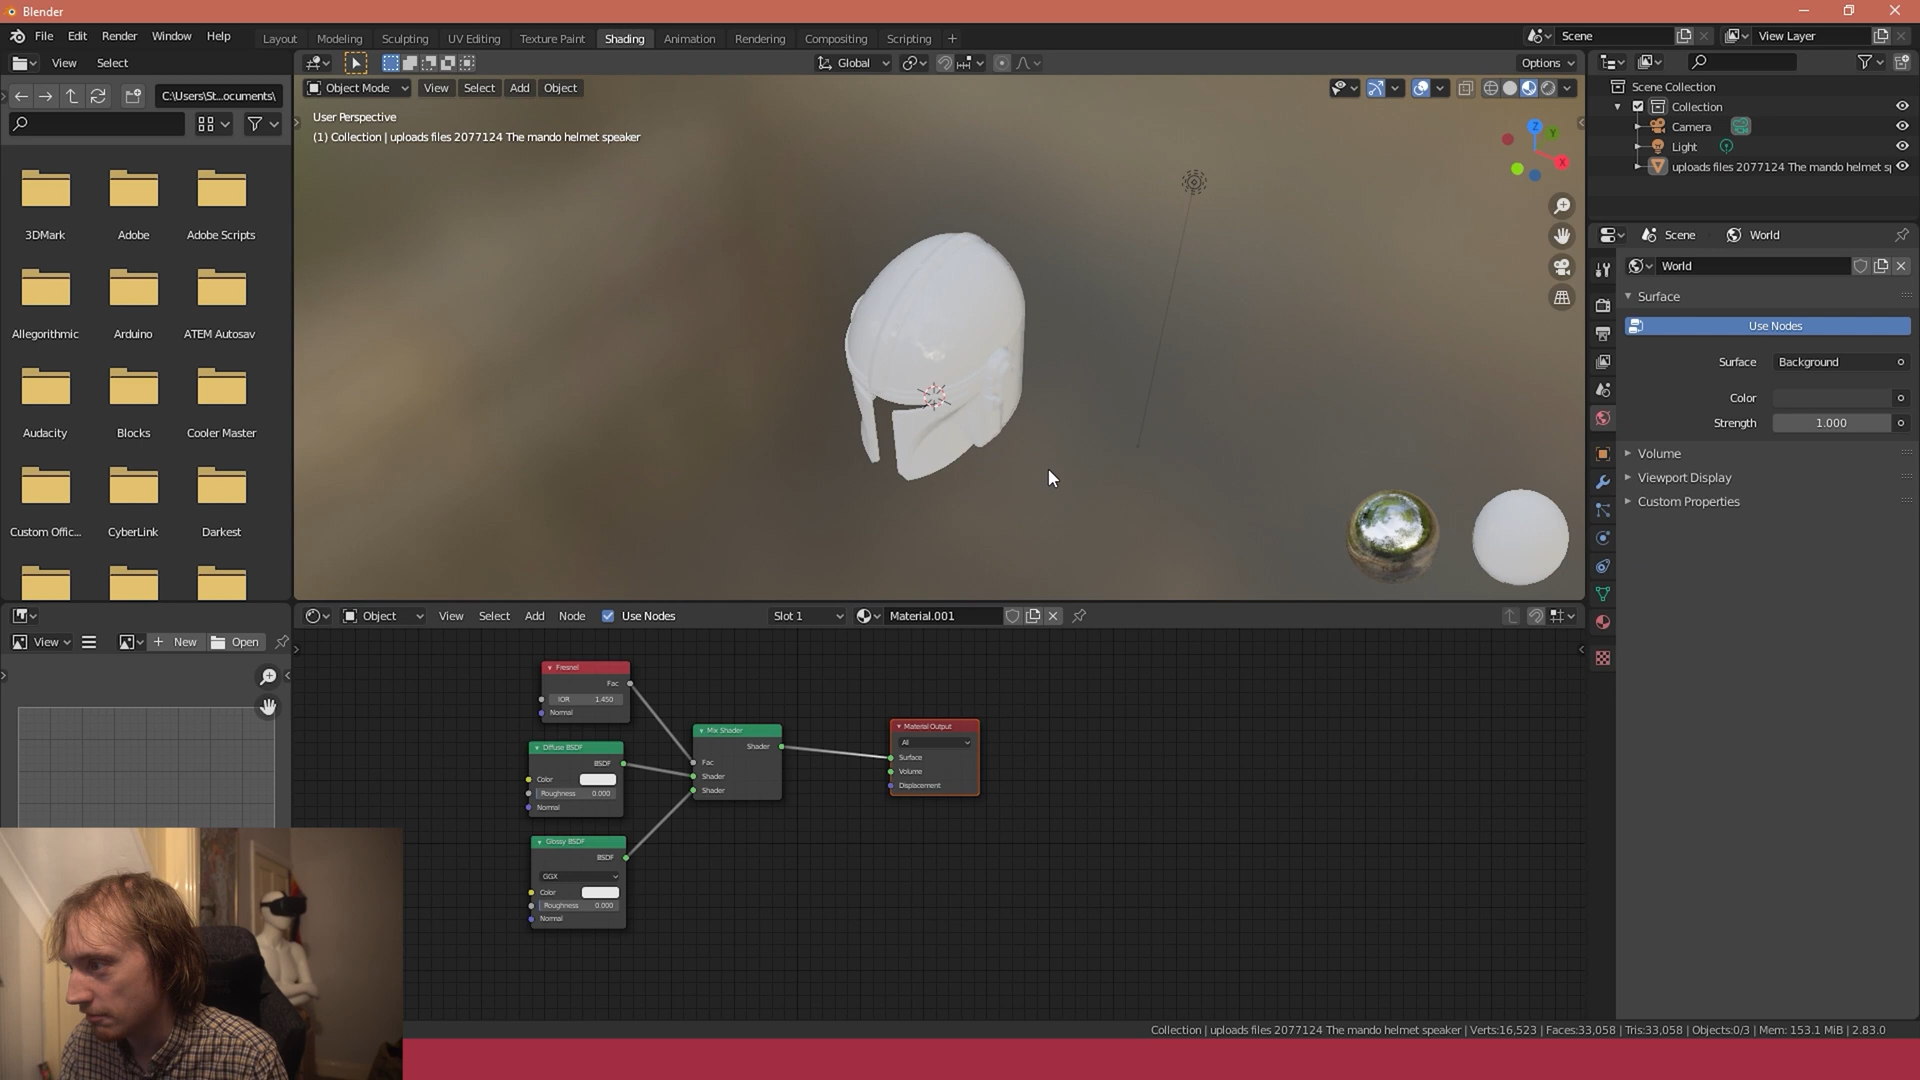 Blender
File Edit Render Window Help
Layout Modeling Sculpting UV Editing Texture Paint Shading Animation Rendering Compositing Scripting +
Scene
View Layer
View Select
Global
Options
C:\Users\St...ocuments\
Object Mode View Select Add Object
User Perspective
(1) Collection | uploads files 2077124 The mando helmet speaker
Z
Y
X
3DMark Adobe Adobe Scripts
Allegorithmic Arduino ATEM Autosav
Audacity Blocks Cooler Master
Custom Offic... CyberLink Darkest
Scene Collection
Collection
Camera
Light
uploads files 2077124 The mando helmet s
Scene World
World
Surface
Use Nodes
Surface Background
Color
Strength 1.000
Volume
Viewport Display
Custom Properties
Object View Select Add Node Use Nodes Slot 1 Material.001
View New Open
Fresnel
Fac
IOR 1.450
Normal
Diffuse BSDF
BSDF
Color
Roughness 0.000
Normal
Glossy BSDF
BSDF
GGX
Color
Roughness 0.000
Normal
Mix Shader
Shader
Fac
Shader
Shader
Material Output
All
Surface
Volume
Displacement
Collection | uploads files 2077124 The mando helmet speaker | Verts:16,523 | Faces:33,058 | Tris:33,058 | Objects:0/3 | Mem: 153.1 MiB | 2.83.0